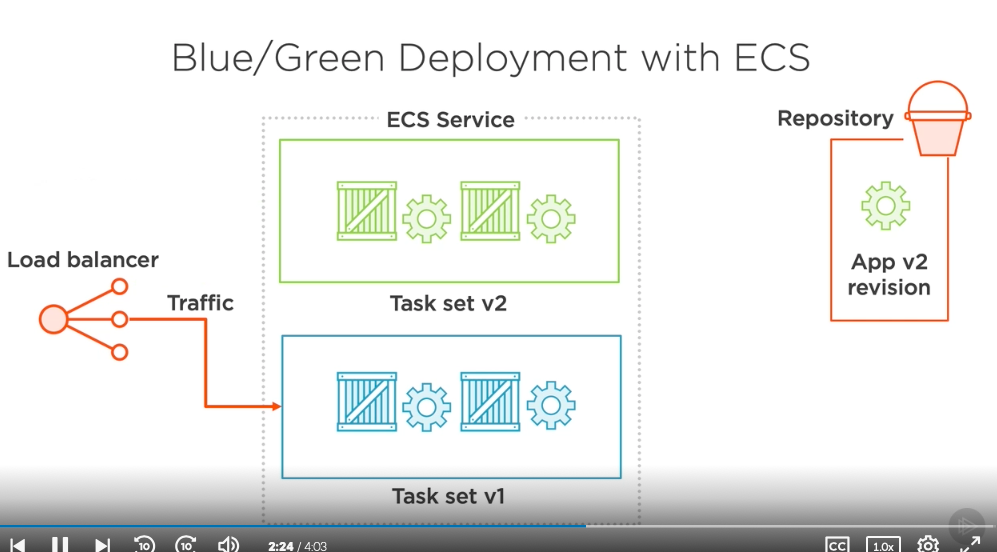 Blue/Green Deployment with ECS
ECS Service
Repository
App v2
revision
Load balancer
Traffic
Task set v2
Task set v1
10
10
2:24 / 4:03
CC
1.0x